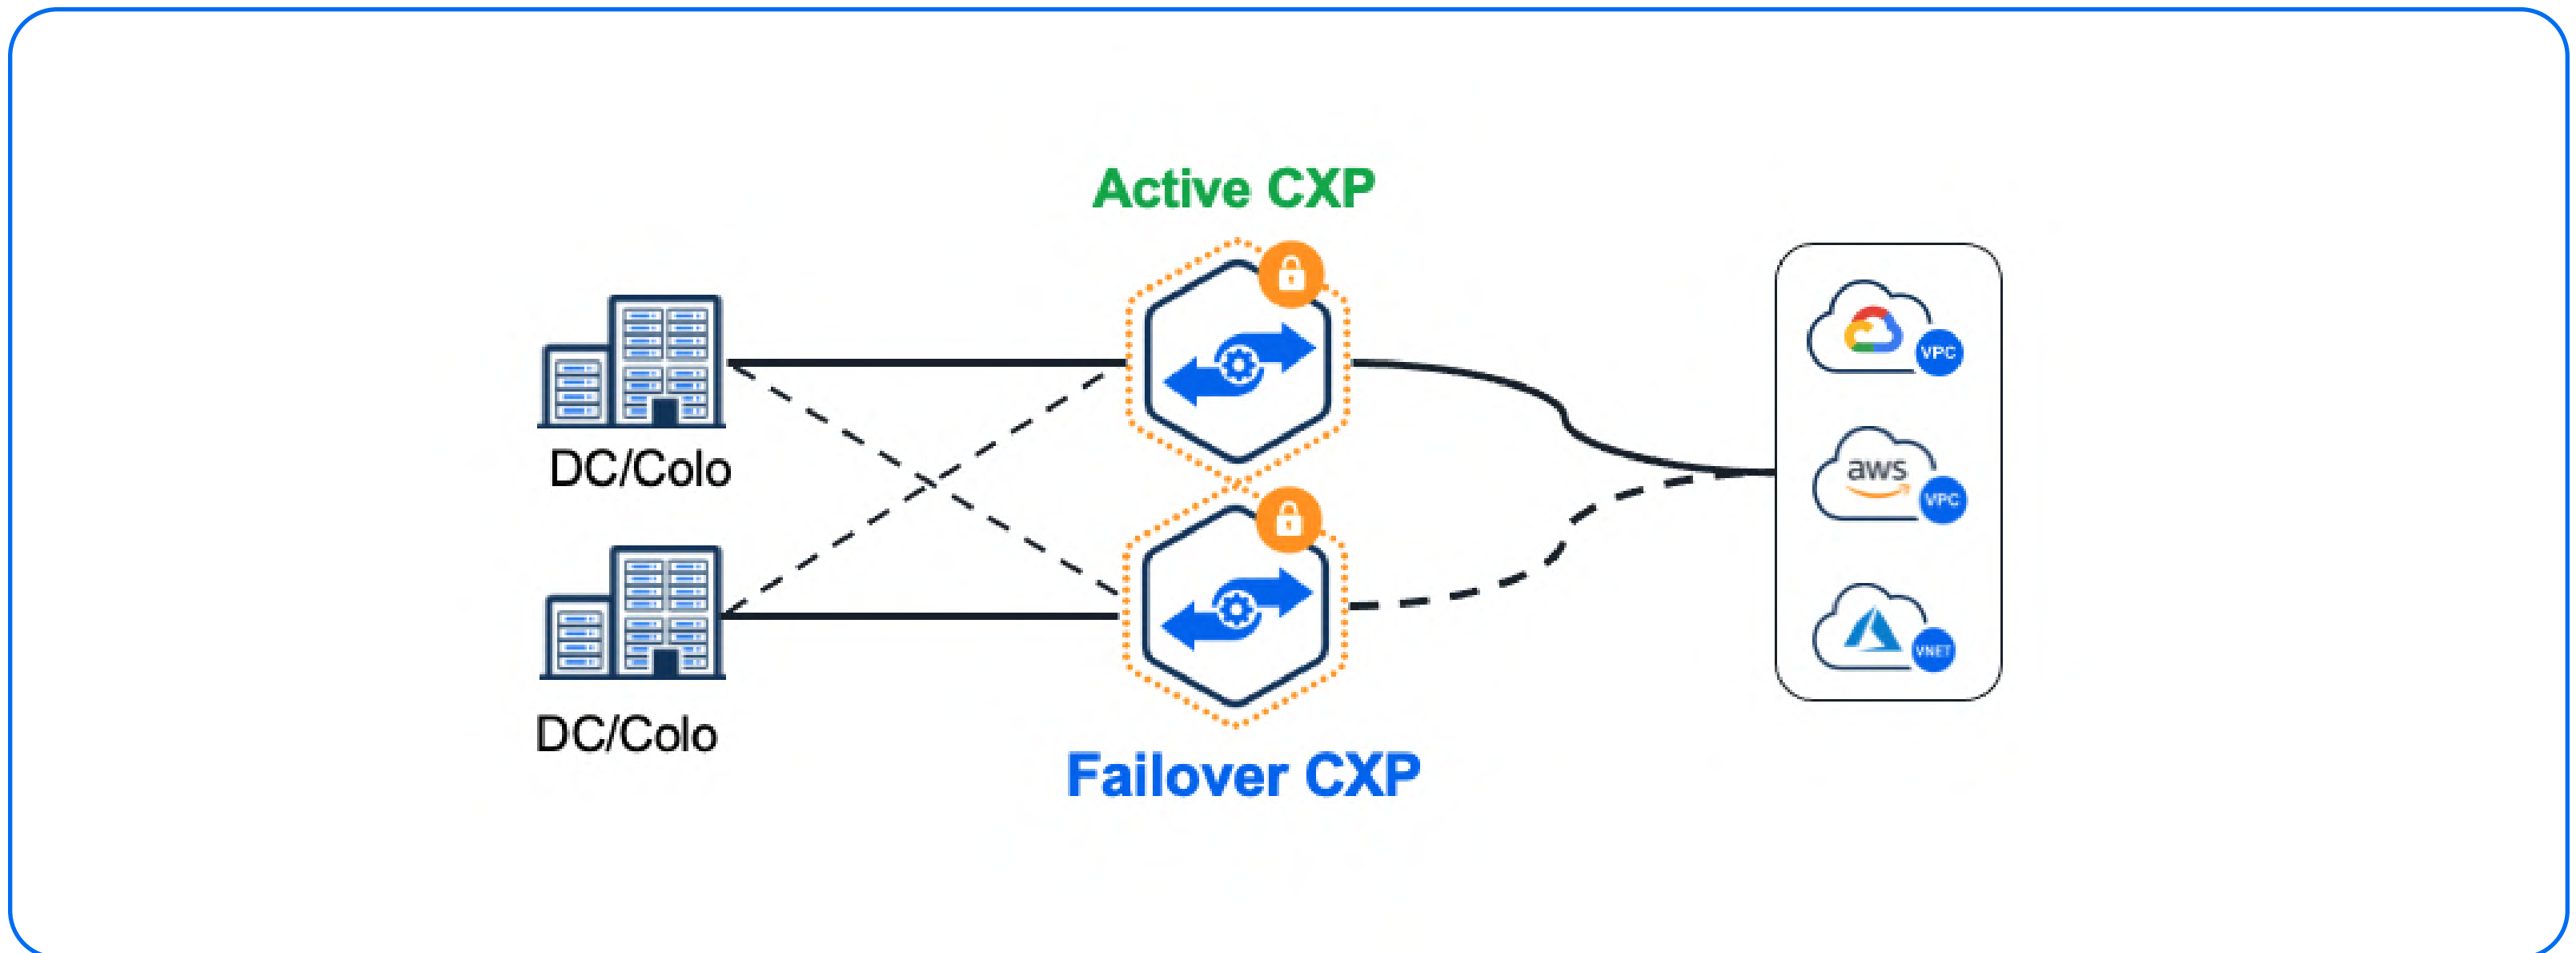 Active CXP
DC/Colo
DC/Colo
Failover CXP
VPC
aws
VPC
VNET